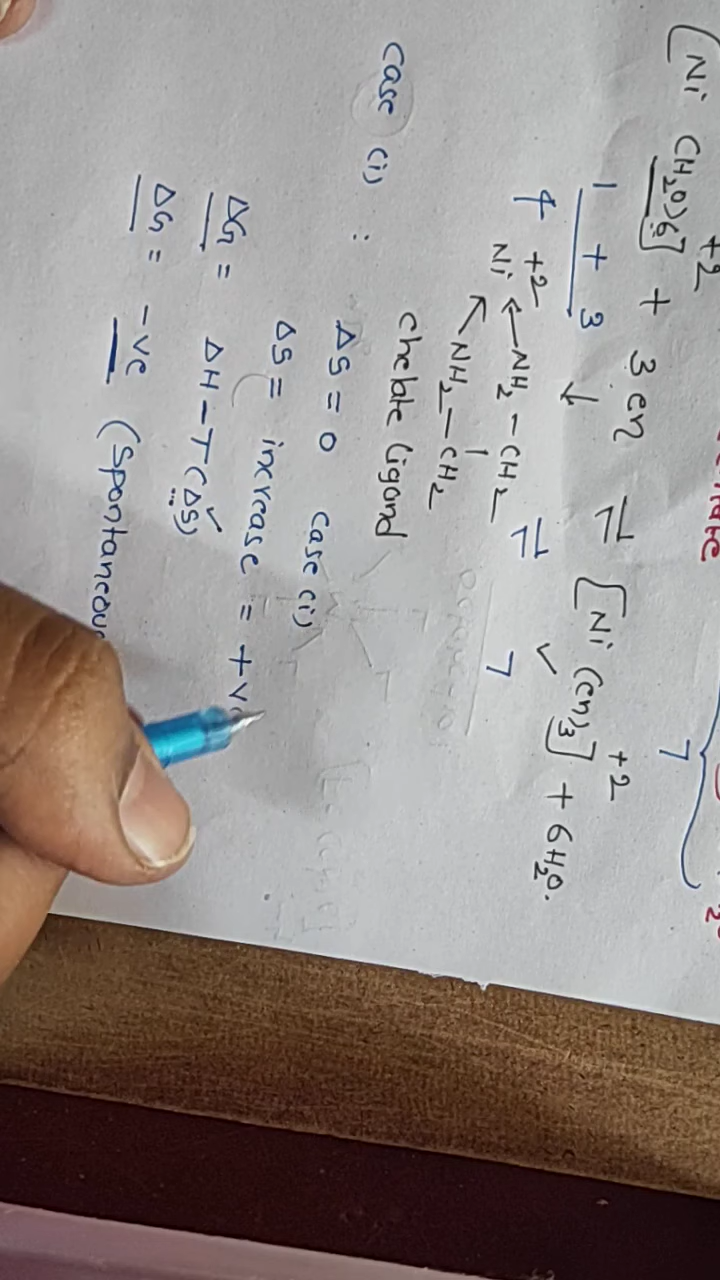 [Ni (H₂O)₆]⁺² + 3 en ⇌ [Ni (en)₃]⁺² + 6H₂O.
1 + 3 ↓ 7
4 ⇌ 7
Ni⁺² ← NH₂ – CH₂
↖ NH₂ – CH₂
Chelate ligand
Case (i) :
ΔS = 0 Case (i)
ΔS = increase = +v
ΔG = ΔH – T(ΔS)
ΔG = -ve (Spontaneou